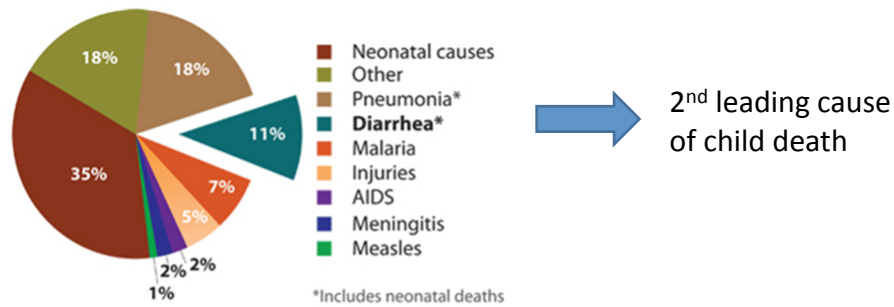 18%
18%
11%
35%
7%
5%
2%
2%
1%
Neonatal causes
Other
Pneumonia*
Diarrhea*
Malaria
Injuries
AIDS
Meningitis
Measles
*Includes neonatal deaths
2nd leading cause
of child death